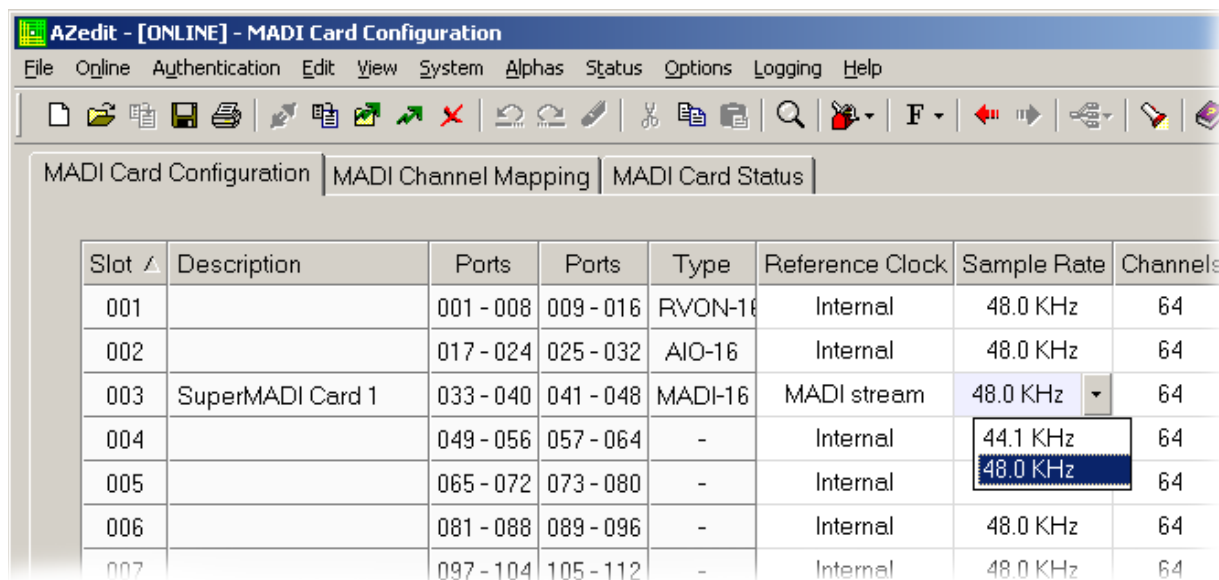 AZedit - [ONLINE] - MADI Card Configuration
File Online Authentication Edit View System Alphas Status Options Logging Help
F
MADI Card Configuration MADI Channel Mapping MADI Card Status
Slot Description Ports Ports Type Reference Clock Sample Rate Channels
001 001 - 008 009 - 016 RVON-16 Internal 48.0 KHz 64
002 017 - 024 025 - 032 AIO-16 Internal 48.0 KHz 64
003 SuperMADI Card 1 033 - 040 041 - 048 MADI-16 MADI stream 48.0 KHz 64
004 049 - 056 057 - 064 - Internal 44.1 KHz 64
005 065 - 072 073 - 080 - Internal 48.0 KHz 64
006 081 - 088 089 - 096 - Internal 48.0 KHz 64
007 097 - 104 105 - 112 - Internal 48.0 KHz 64